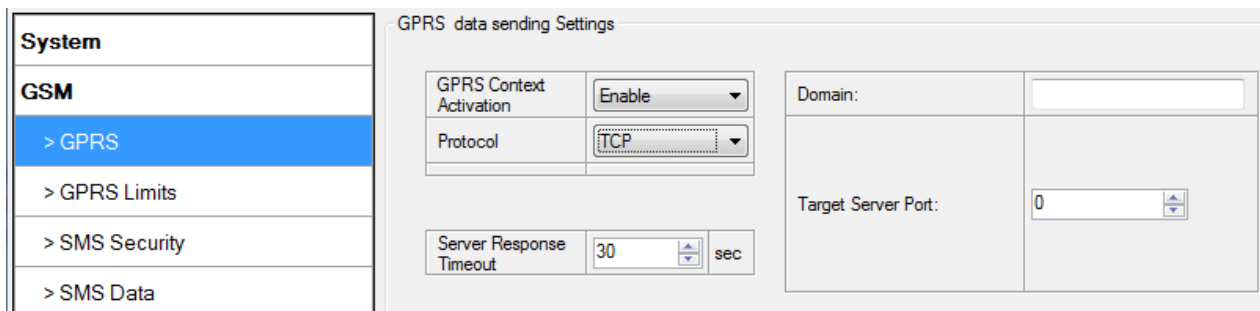 System
GSM
> GPRS
> GPRS Limits
> SMS Security
> SMS Data
GPRS data sending Settings
GPRS Context
Activation
Enable
Protocol
TCP
Server Response
Timeout
30
sec
Domain:
Target Server Port:
0